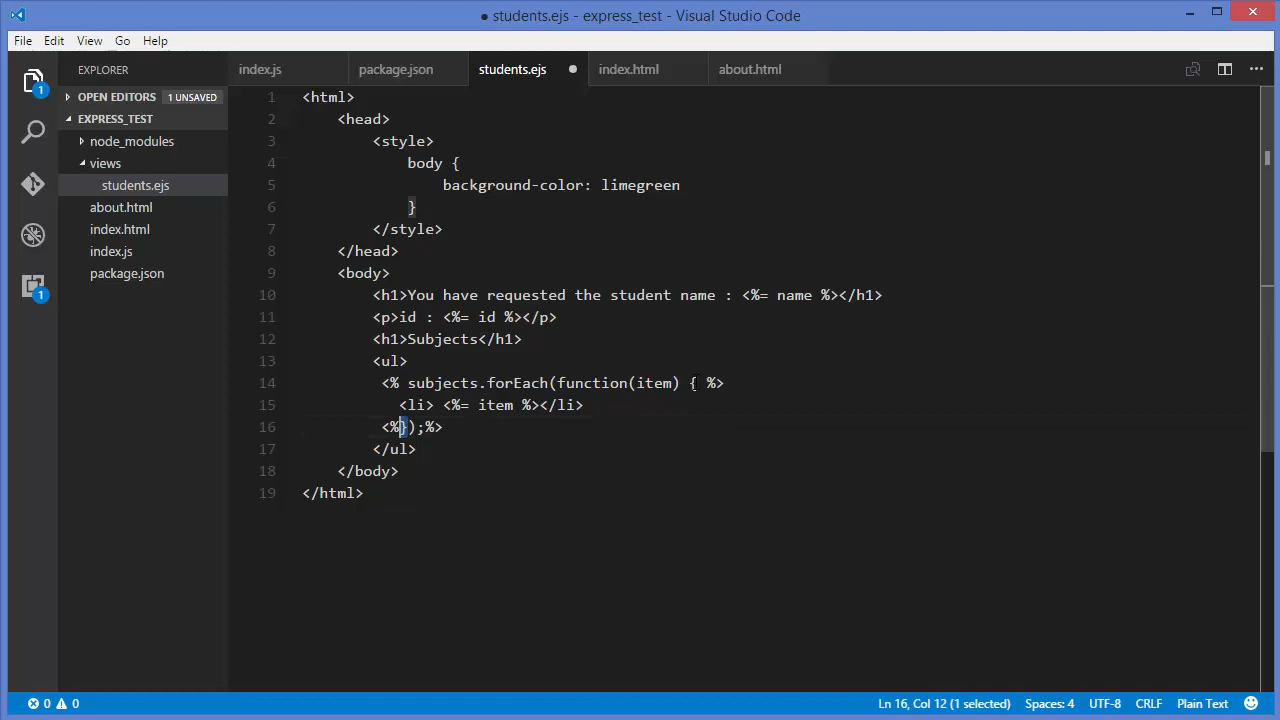 ● students.ejs - express_test - Visual Studio Code
File Edit View Go Help
EXPLORER
index.js package.json students.ejs index.html about.html
OPEN EDITORS 1 UNSAVED
EXPRESS_TEST
node_modules
views
students.ejs
about.html
index.html
index.js
package.json
1
1
1 <html>
2 <head>
3 <style>
4 body {
5 background-color: limegreen
6 }
7 </style>
8 </head>
9 <body>
10 <h1>You have requested the student name : <%= name %></h1>
11 <p>id : <%= id %></p>
12 <h1>Subjects</h1>
13 <ul>
14 <% subjects.forEach(function(item) { %>
15 <li> <%= item %></li>
16 <%});%>
17 </ul>
18 </body>
19 </html>
0 0 Ln 16, Col 12 (1 selected) Spaces: 4 UTF-8 CRLF Plain Text